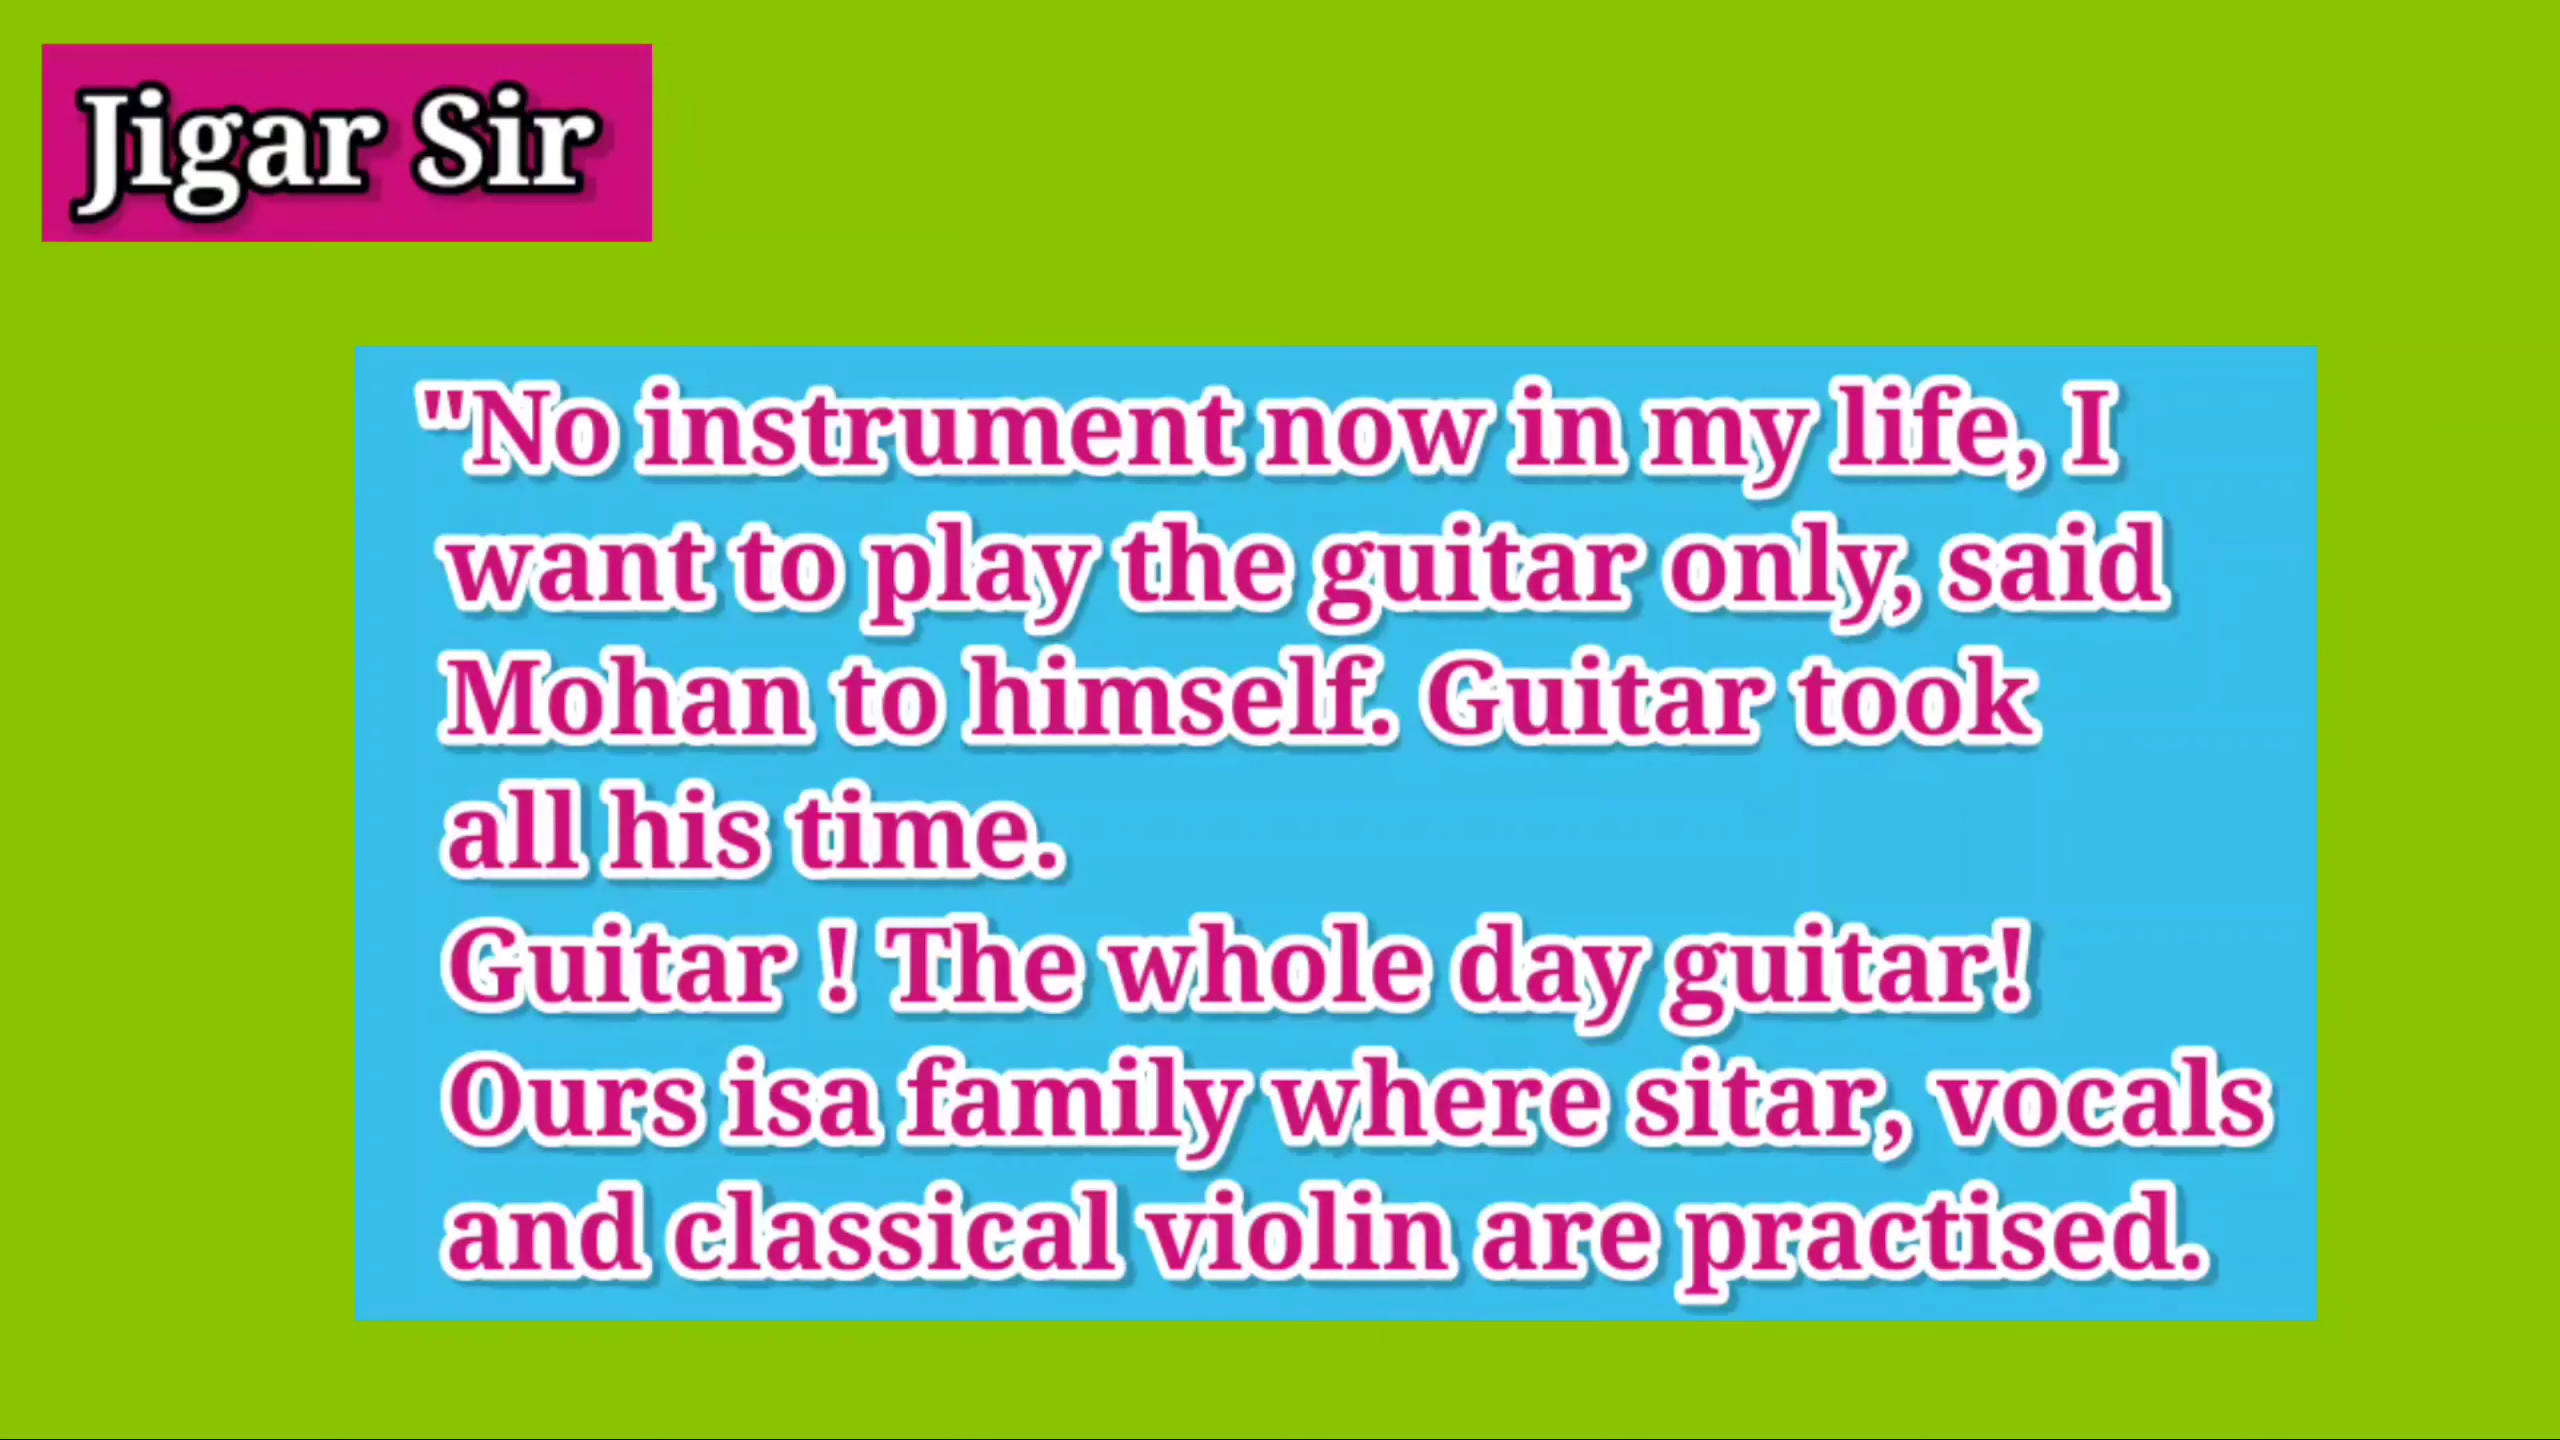 Jigar Sir
"No instrument now in my life, I
want to play the guitar only, said
Mohan to himself. Guitar took
all his time.
Guitar ! The whole day guitar!
Ours isa family where sitar, vocals
and classical violin are practised.